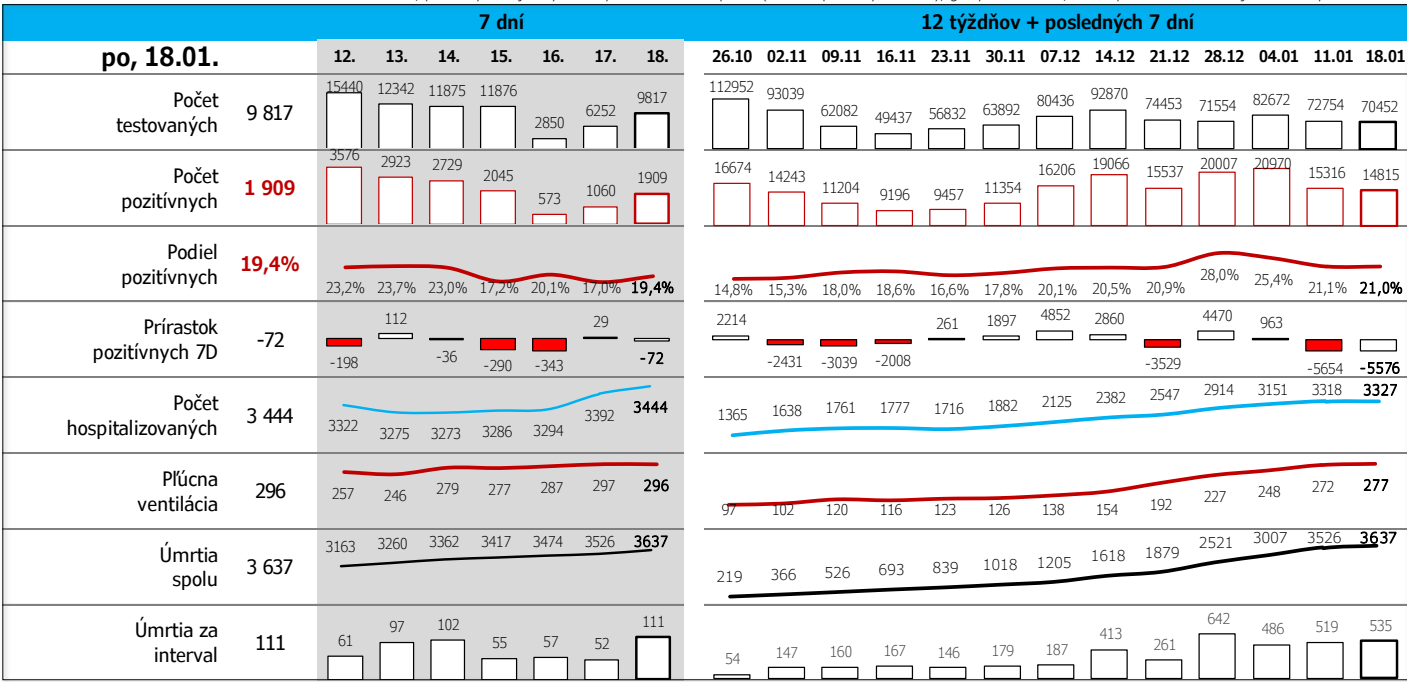 7 dní 12 týždňov + posledných 7 dní
po, 18.01. 12. 13. 14. 15. 16. 17. 18. 26.10 02.11 09.11 16.11 23.11 30.11 07.12 14.12 21.12 28.12 04.01 11.01 18.01
Počet testovaných 9 817 15440 12342 11875 11876 2850 6252 9817 112952 93039 62082 49437 56832 63892 80436 92870 74453 71554 82672 72754 70452
Počet pozitívnych 1 909 3576 2923 2729 2045 573 1060 1909 16674 14243 11204 9196 9457 11354 16206 19066 15537 20007 20970 15316 14815
Podiel pozitívnych 19,4% 23,2% 23,7% 23,0% 17,2% 20,1% 17,0% 19,4% 14,8% 15,3% 18,0% 18,6% 16,6% 17,8% 20,1% 20,5% 20,9% 28,0% 25,4% 21,1% 21,0%
Prírastok pozitívnych 7D -72 -198 112 -36 -290 -343 29 -72 2214 -2431 -3039 -2008 261 1897 4852 2860 -3529 4470 963 -5654 -5576
Počet hospitalizovaných 3 444 3322 3275 3273 3286 3294 3392 3444 1365 1638 1761 1777 1716 1882 2125 2382 2547 2914 3151 3318 3327
Pľúcna ventilácia 296 257 246 279 277 287 297 296 97 102 120 116 123 126 138 154 192 227 248 272 277
Úmrtia spolu 3 637 3163 3260 3362 3417 3474 3526 3637 219 366 526 693 839 1018 1205 1618 1879 2521 3007 3526 3637
Úmrtia za interval 111 61 97 102 55 57 52 111 54 147 160 167 146 179 187 413 261 642 486 519 535